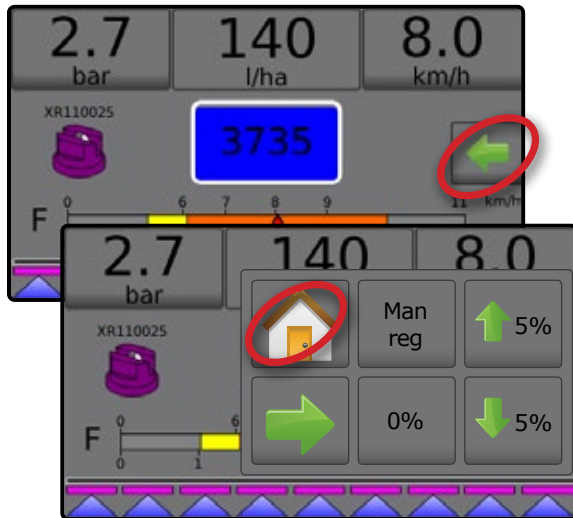 2.7 140 8.0
bar l/ha km/h
XR110025
3735
0 6 7 8 9 11 km/h
F
2.7 140 8.0
bar
XR110025
Man
reg
5%
0 6
F
0 1
0%
5%